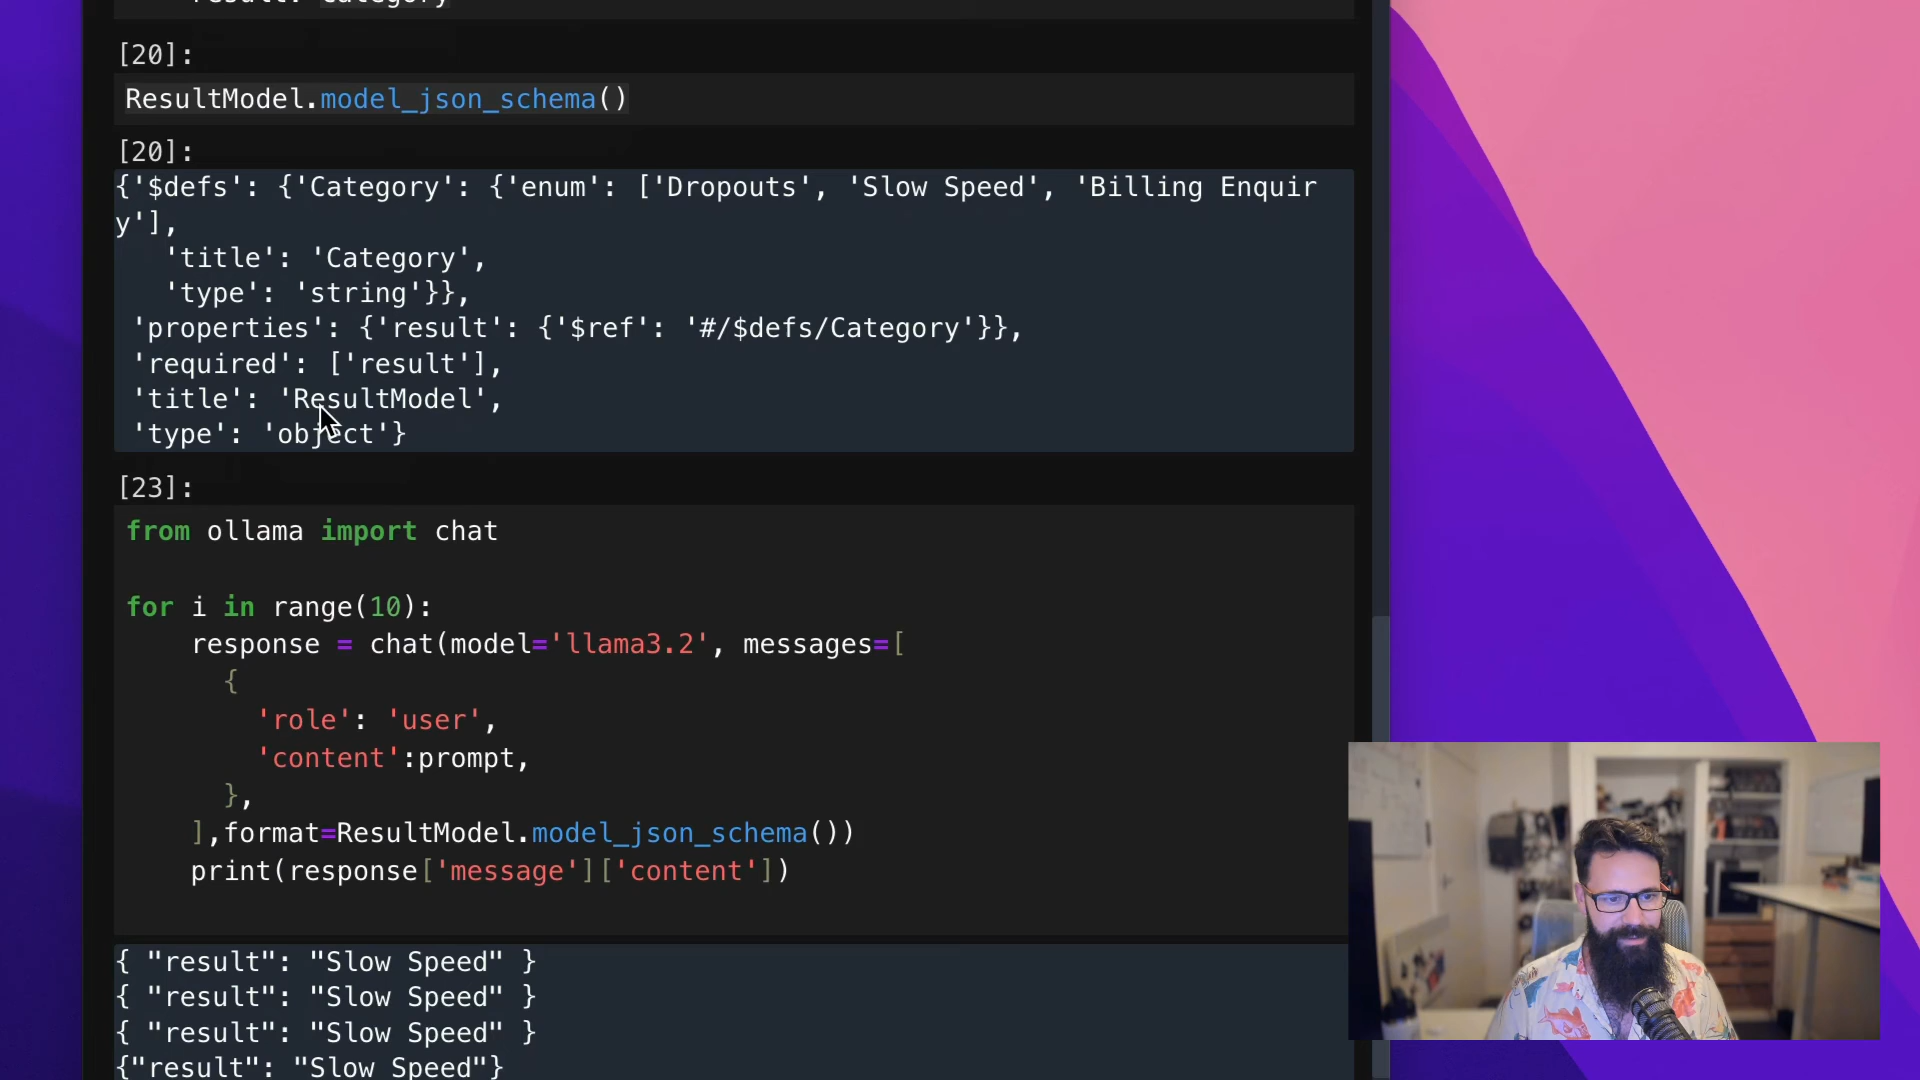 [20]:
ResultModel.model_json_schema()
[20]:
{'$defs': {'Category': {'enum': ['Dropouts', 'Slow Speed', 'Billing Enquir
y'],
'title': 'Category',
'type': 'string'}},
'properties': {'result': {'$ref': '#/$defs/Category'}},
'required': ['result'],
'title': 'ResultModel',
'type': 'object'}
[23]:
from ollama import chat
for i in range(10):
response = chat(model='llama3.2', messages=[
{
'role': 'user',
'content':prompt,
},
],format=ResultModel.model_json_schema())
print(response['message']['content'])
{ "result": "Slow Speed" }
{ "result": "Slow Speed" }
{ "result": "Slow Speed" }
{"result": "Slow Speed"}